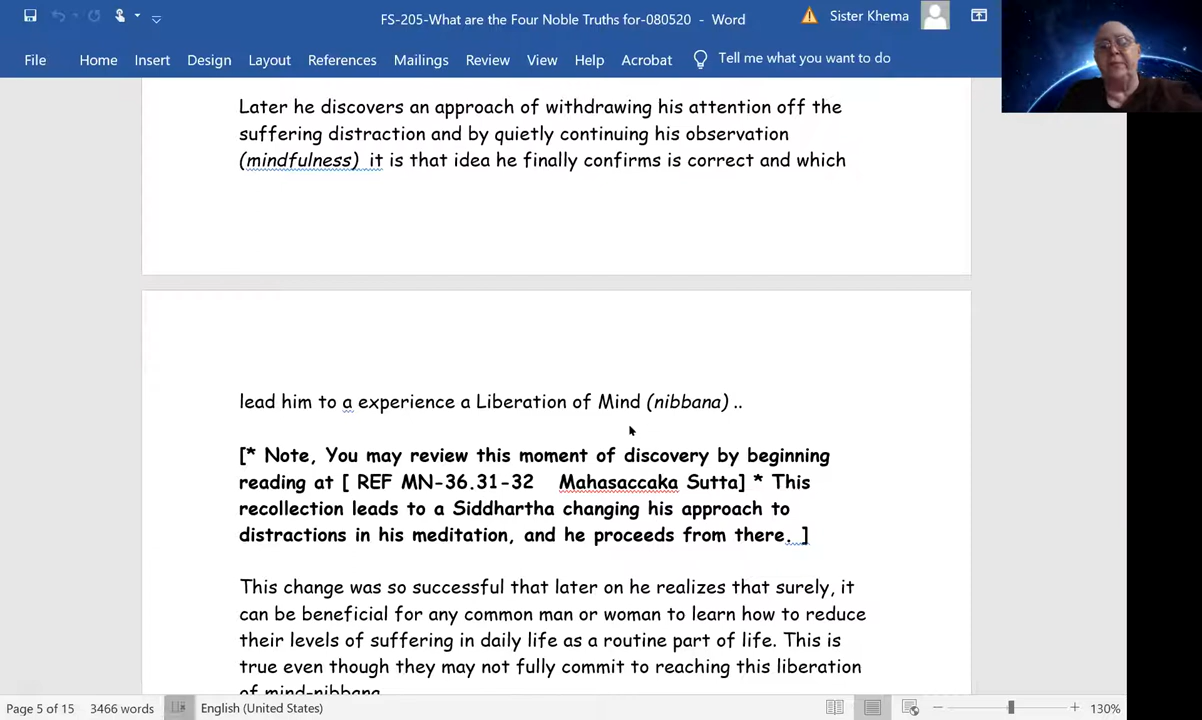 FS-205-What are the Four Noble Truths for-080520 - Word
Sister Khema
File Home Insert Design Layout References Mailings Review View Help Acrobat Tell me what you want to do
Later he discovers an approach of withdrawing his attention off the
suffering distraction and by quietly continuing his observation
(mindfulness) it is that idea he finally confirms is correct and which
lead him to a experience a Liberation of Mind (nibbana) ..
[* Note, You may review this moment of discovery by beginning
reading at [ REF MN-36.31-32 Mahasaccaka Sutta] * This
recollection leads to a Siddhartha changing his approach to
distractions in his meditation, and he proceeds from there. ]
This change was so successful that later on he realizes that surely, it
can be beneficial for any common man or woman to learn how to reduce
their levels of suffering in daily life as a routine part of life. This is
true even though they may not fully commit to reaching this liberation
of mind-nibbana
Page 5 of 15 3466 words English (United States) 130%